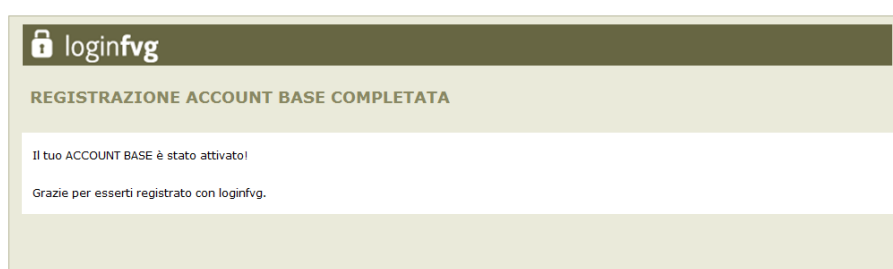 loginfvg
REGISTRAZIONE ACCOUNT BASE COMPLETATA
Il tuo ACCOUNT BASE è stato attivato!
Grazie per esserti registrato con loginfvg.